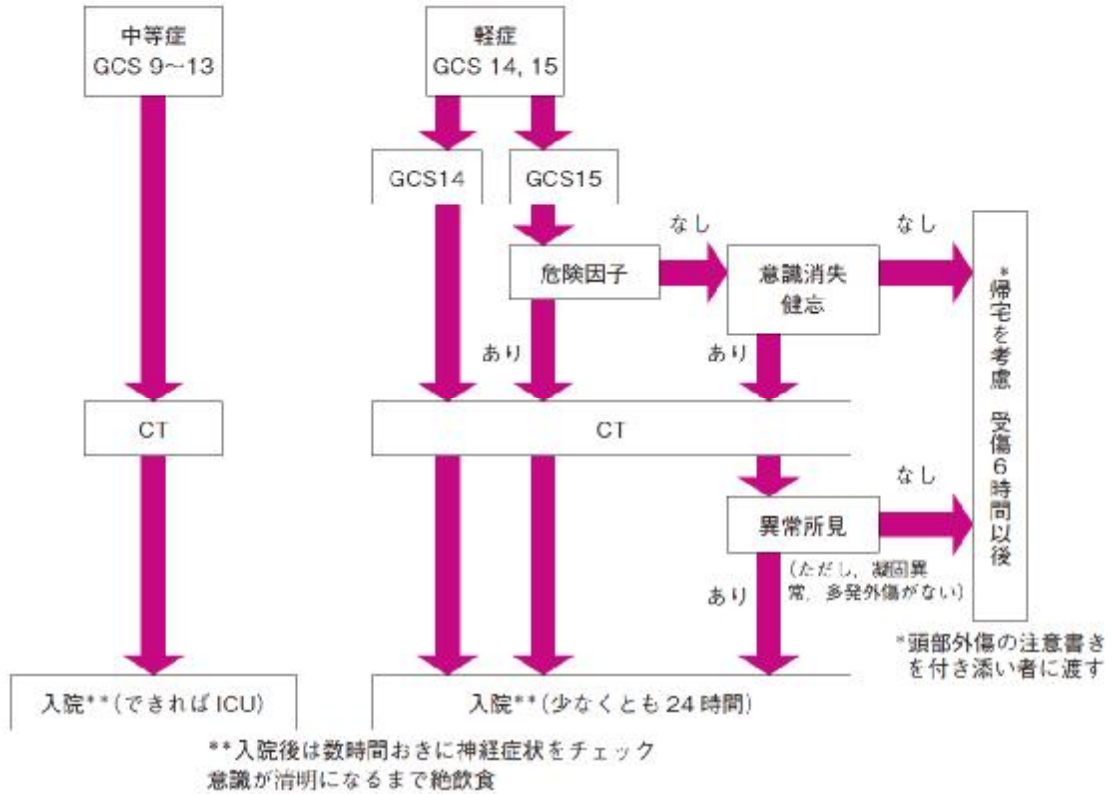 中等症
GCS 9〜13
軽症
GCS 14, 15
GCS14
GCS15
危険因子
なし
意識消失
健忘
なし
あり
あり
CT
CT
異常所見
なし
(ただし，凝固異
常，多発外傷がない)
あり
*帰宅を考慮　受傷6時間以後
*頭部外傷の注意書き
を付き添い者に渡す
入院**(できれば ICU)
入院**(少なくとも 24 時間)
**入院後は数時間おきに神経症状をチェック
意識が清明になるまで絶飲食